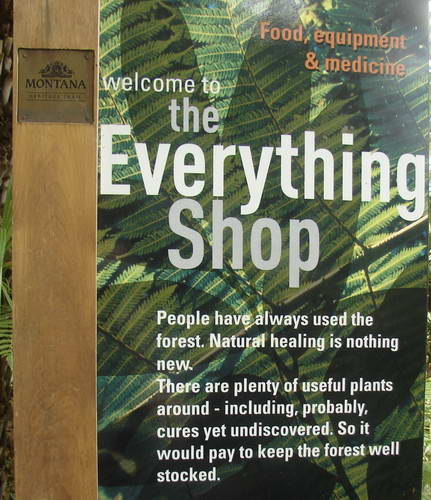 Food, equipment
& medicine
MONTANA
HERITAGE TRAIL
welcome to
the
Everything
Shop
People have always used the
forest. Natural healing is nothing
new.
There are plenty of useful plants
around - including, probably,
cures yet undiscovered. So it
would pay to keep the forest well
stocked.